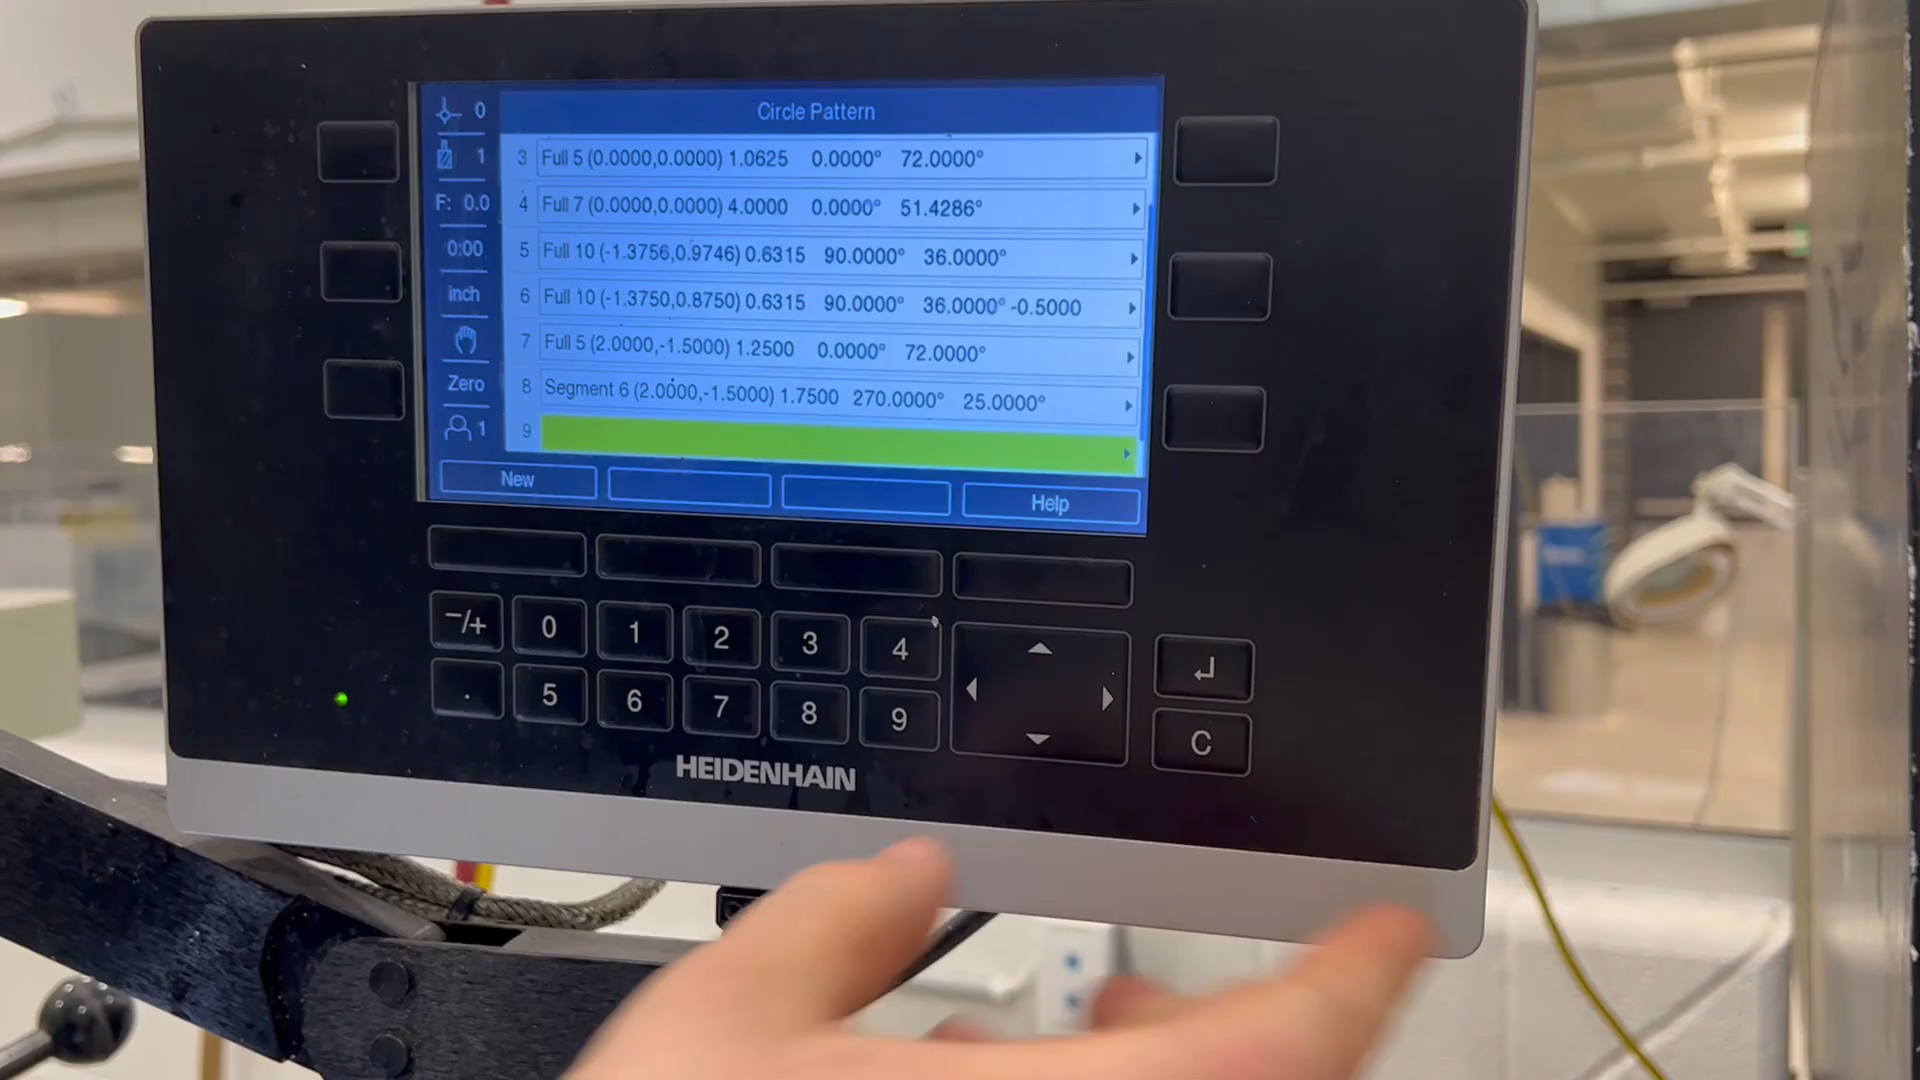 0
Circle Pattern
1
F: 0.0
0:00
inch
Zero
1
3 Full 5 (0.0000,0.0000) 1.0625 0.0000° 72.0000°
4 Full 7 (0.0000,0.0000) 4.0000 0.0000° 51.4286°
5 Full 10 (-1.3756,0.9746) 0.6315 90.0000° 36.0000°
6 Full 10 (-1.3750,0.8750) 0.6315 90.0000° 36.0000° -0.5000
7 Full 5 (2.0000,-1.5000) 1.2500 0.0000° 72.0000°
8 Segment 6 (2.0000,-1.5000) 1.7500 270.0000° 25.0000°
9
New Help
-/+ 0 1 2 3 4
. 5 6 7 8 9 C
HEIDENHAIN